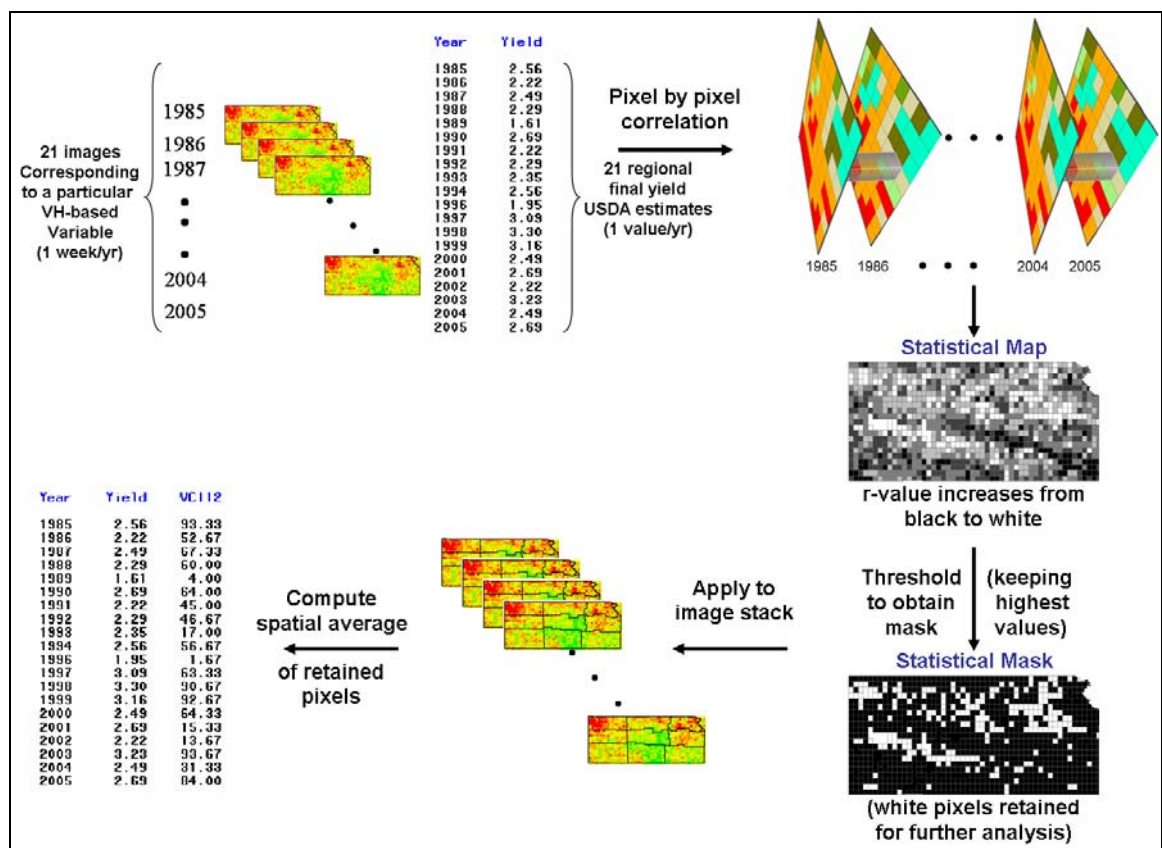 21 images
Corresponding
to a particular
VH-based
Variable
(1 week/yr)
1985
1986
1987
2004
2005
Year Yield
1985 2.56
1986 2.22
1987 2.49
1988 2.29
1989 1.61
1990 2.69
1991 2.22
1992 2.29
1993 2.35
1994 2.56
1996 1.95
1997 3.09
1998 3.30
1999 3.16
2000 2.49
2001 2.69
2002 2.22
2003 3.23
2004 2.49
2005 2.69
Pixel by pixel
correlation
21 regional
final yield
USDA estimates
(1 value/yr)
1985 1986 2004 2005
Statistical Map
r-value increases from
black to white
Threshold
to obtain
mask
(keeping
highest
values)
Statistical Mask
(white pixels retained
for further analysis)
Apply to
image stack
Compute
spatial average
of retained
pixels
Year Yield VCI12
1985 2.56 93.33
1986 2.22 52.67
1987 2.49 67.33
1988 2.29 60.00
1989 1.61 4.00
1990 2.69 64.00
1991 2.22 45.00
1992 2.29 46.67
1993 2.35 17.00
1994 2.56 56.67
1996 1.95 1.67
1997 3.09 63.33
1998 3.30 90.67
1999 3.16 92.67
2000 2.49 64.33
2001 2.69 15.33
2002 2.22 13.67
2003 3.29 93.67
2004 2.49 31.33
2005 2.69 84.00